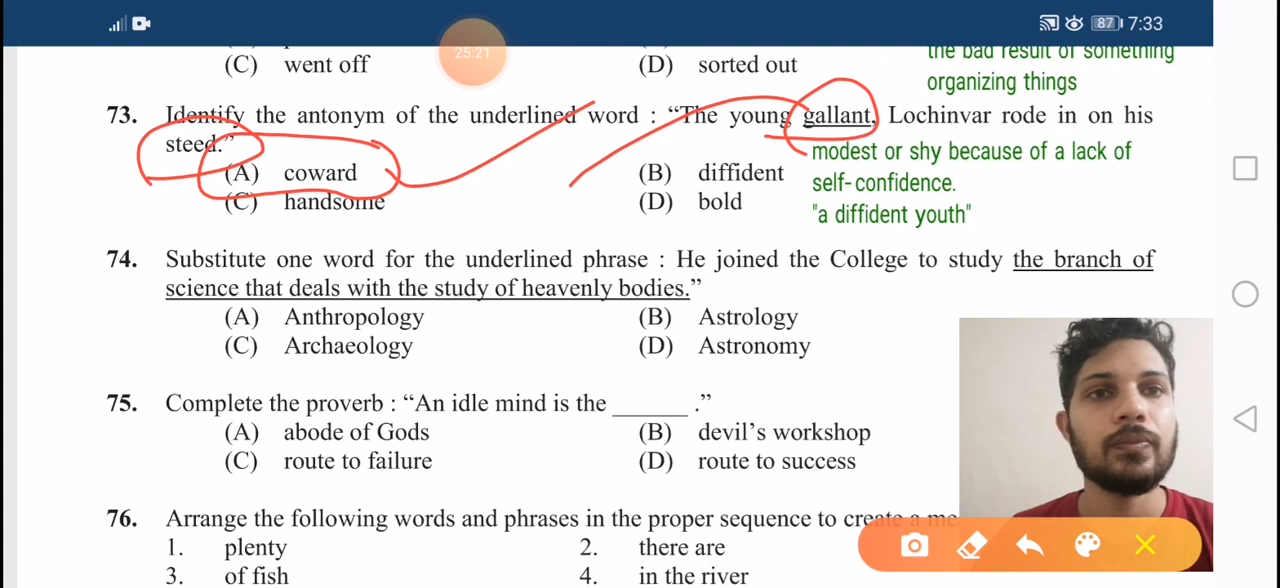 87 7:33
25:21
(C) went off (D) sorted out
the bad result of something
organizing things
73. Identify the antonym of the underlined word : “The young gallant, Lochinvar rode in on his
steed.”
(A) coward (B) diffident
(C) handsome (D) bold
modest or shy because of a lack of
self-confidence.
"a diffident youth"
74. Substitute one word for the underlined phrase : He joined the College to study the branch of
science that deals with the study of heavenly bodies.”
(A) Anthropology (B) Astrology
(C) Archaeology (D) Astronomy
75. Complete the proverb : “An idle mind is the ______ .”
(A) abode of Gods (B) devil’s workshop
(C) route to failure (D) route to success
76. Arrange the following words and phrases in the proper sequence to create a
1. plenty 2. there are
3. of fish 4. in the river